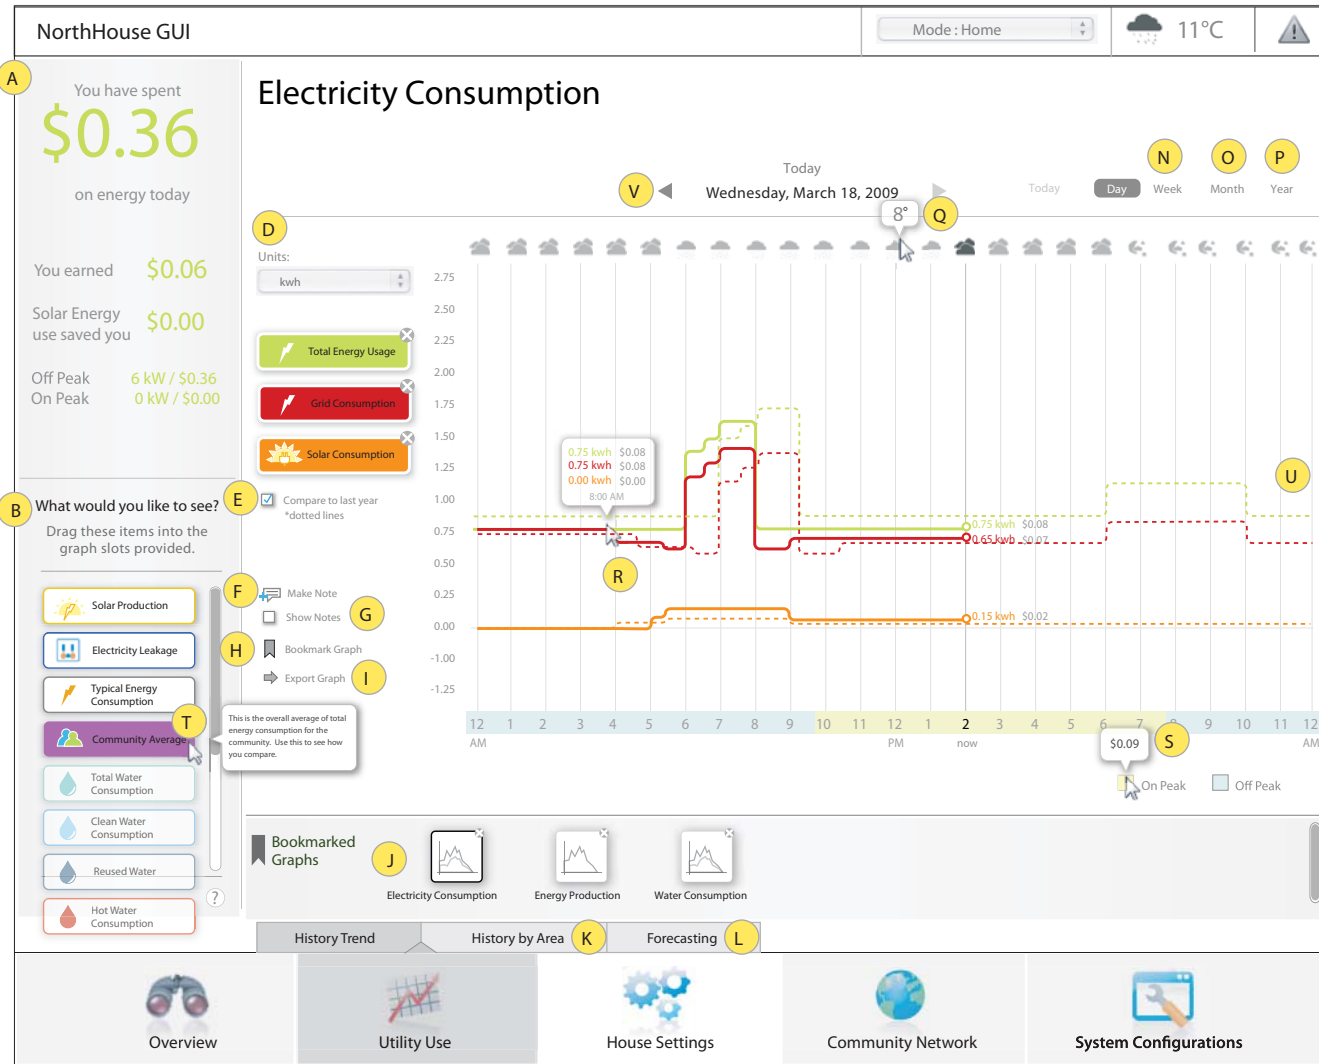 NorthHouse GUI
Mode : Home
11°C
A
You have spent
$0.36
on energy today
You earned $0.06
Solar Energy
use saved you $0.00
Off Peak 6 kW / $0.36
On Peak 0 kW / $0.00
Electricity Consumption
Today
V
Wednesday, March 18, 2009
Today Day Week Month Year
N O P
8° Q
D
Units:
kwh
Total Energy Usage
Grid Consumption
Solar Consumption
E
Compare to last year
*dotted lines
F
Make Note
Show Notes G
H
Bookmark Graph
Export Graph I
B
What would you like to see?
Drag these items into the
graph slots provided.
Solar Production
Electricity Leakage
Typical Energy
Consumption
T
Community Average
This is the overall average of total
energy consumption for the
community. Use this to see how
you compare.
Total Water
Consumption
Clean Water
Consumption
Reused Water
?
Hot Water
Consumption
2.75
2.50
2.25
2.00
1.75
1.50
1.25
1.00
0.75
0.50
0.25
0.00
-1.00
-1.25
0.75 kwh $0.08
0.75 kwh $0.08
0.00 kwh $0.00
8:00 AM
R
U
0.75 kwh $0.08
0.65 kwh $0.07
0.15 kwh $0.02
12 1 2 3 4 5 6 7 8 9 10 11 12 1 2 3 4 5 6 7 8 9 10 11 12
AM PM now AM
$0.09 S
On Peak Off Peak
Bookmarked
Graphs
J
Electricity Consumption
Energy Production
Water Consumption
History Trend
History by Area K
Forecasting L
Overview
Utility Use
House Settings
Community Network
System Configurations